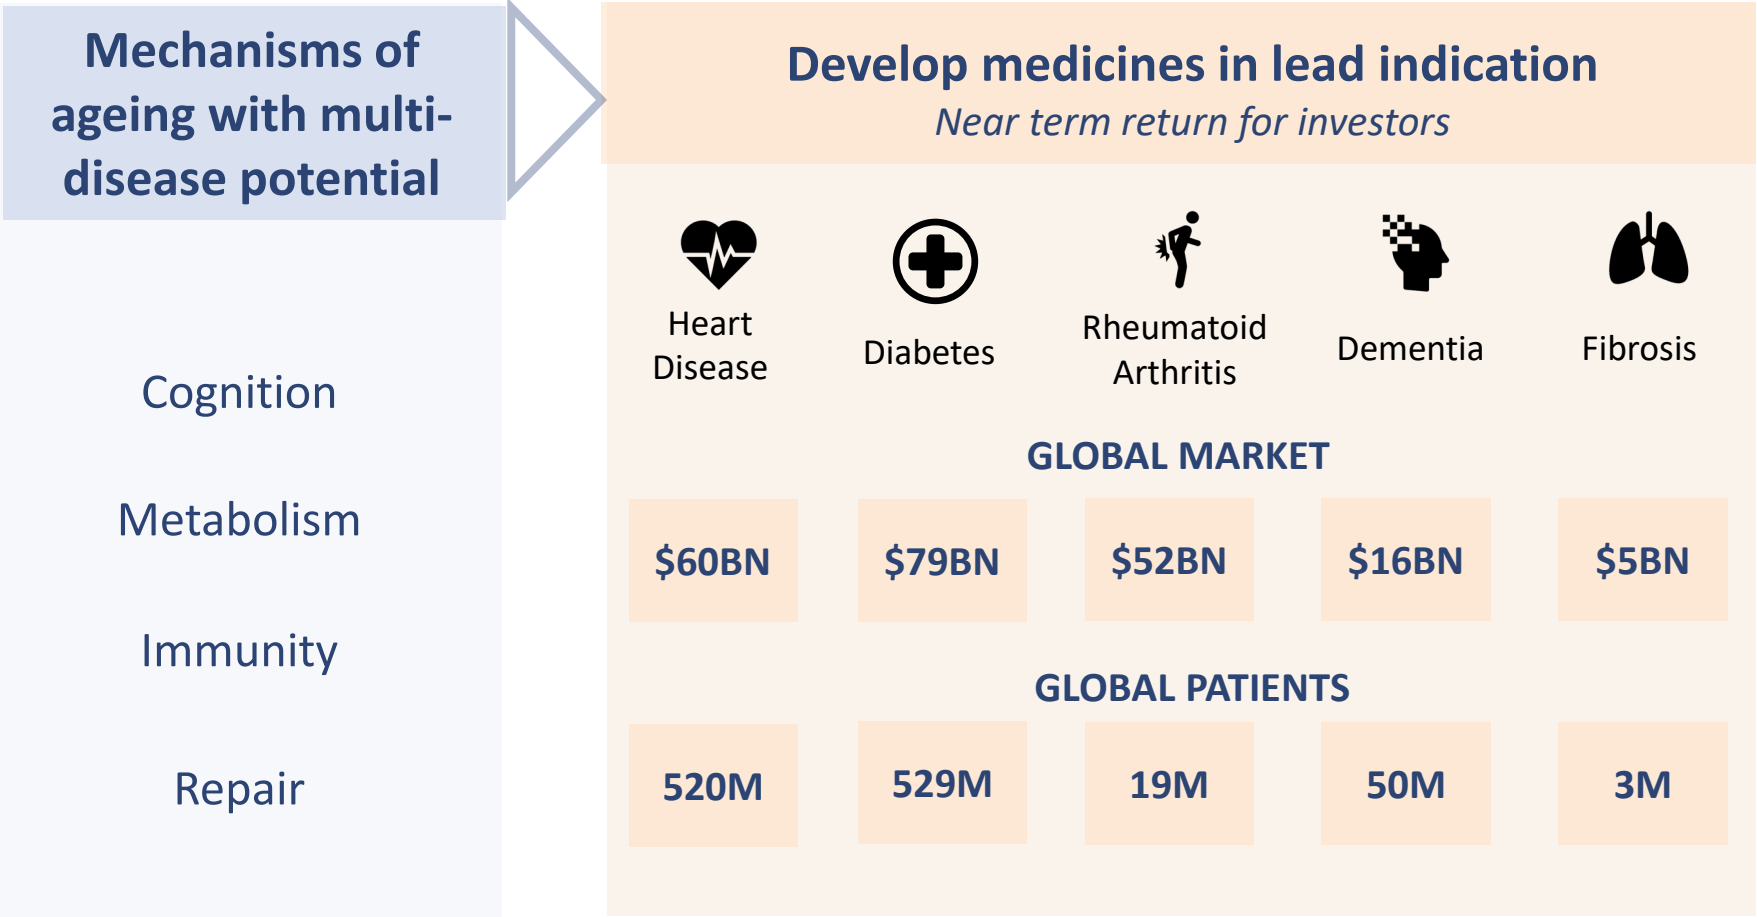 Mechanisms of
ageing with multi-
disease potential
Cognition
Metabolism
Immunity
Repair
Develop medicines in lead indication
Near term return for investors
Heart
Disease
Diabetes
Rheumatoid
Arthritis
Dementia
Fibrosis
GLOBAL MARKET
$60BN
$79BN
$52BN
$16BN
$5BN
GLOBAL PATIENTS
520M
529M
19M
50M
3M